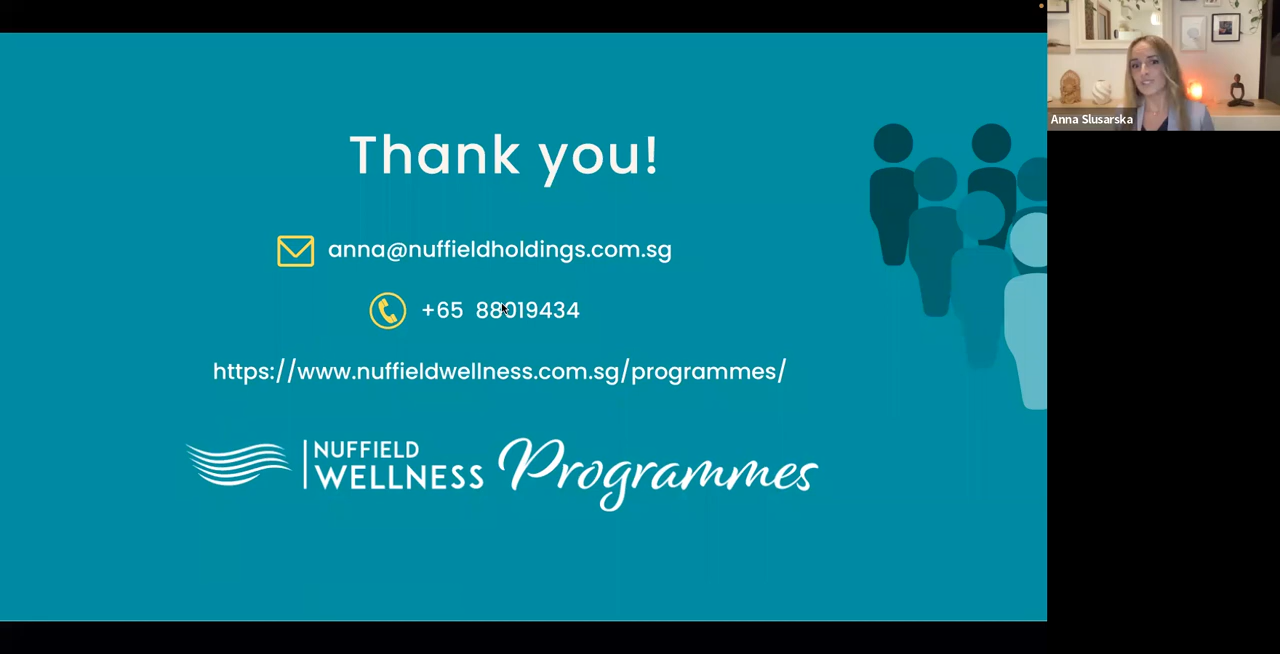 Thank you!
anna@nuffieldholdings.com.sg
+65 88019434
https://www.nuffieldwellness.com.sg/programmes/
NUFFIELD
WELLNESS Programmes
Anna Slusarska